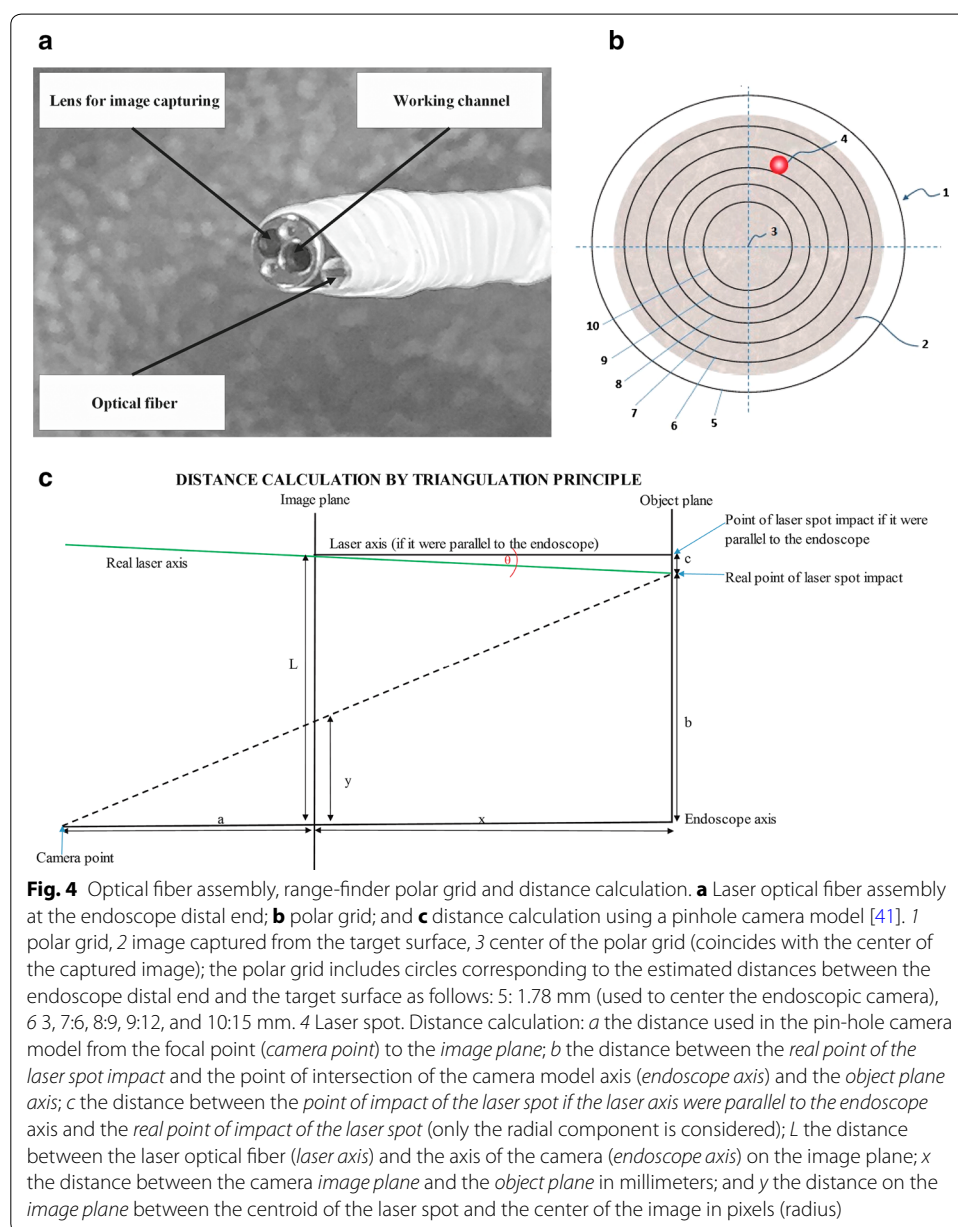 a
b
Lens for image capturing
Working channel
Optical fiber
4
1
3
10
9
8
7
6
5
2
c
DISTANCE CALCULATION BY TRIANGULATION PRINCIPLE
Image plane
Object plane
Point of laser spot impact if it were
parallel to the endoscope
Laser axis (if it were parallel to the endoscope)
Real laser axis
θ
c
Real point of laser spot impact
L
b
y
a
x
Endoscope axis
Camera point
Fig. 4 Optical fiber assembly, range-finder polar grid and distance calculation. a Laser optical fiber assembly
at the endoscope distal end; b polar grid; and c distance calculation using a pinhole camera model [41]. 1
polar grid, 2 image captured from the target surface, 3 center of the polar grid (coincides with the center of
the captured image); the polar grid includes circles corresponding to the estimated distances between the
endoscope distal end and the target surface as follows: 5: 1.78 mm (used to center the endoscopic camera),
6 3, 7:6, 8:9, 9:12, and 10:15 mm. 4 Laser spot. Distance calculation: a the distance used in the pin-hole camera
model from the focal point (camera point) to the image plane; b the distance between the real point of the
laser spot impact and the point of intersection of the camera model axis (endoscope axis) and the object plane
axis; c the distance between the point of impact of the laser spot if the laser axis were parallel to the endoscope
axis and the real point of impact of the laser spot (only the radial component is considered); L the distance
between the laser optical fiber (laser axis) and the axis of the camera (endoscope axis) on the image plane; x
the distance between the camera image plane and the object plane in millimeters; and y the distance on the
image plane between the centroid of the laser spot and the center of the image in pixels (radius)